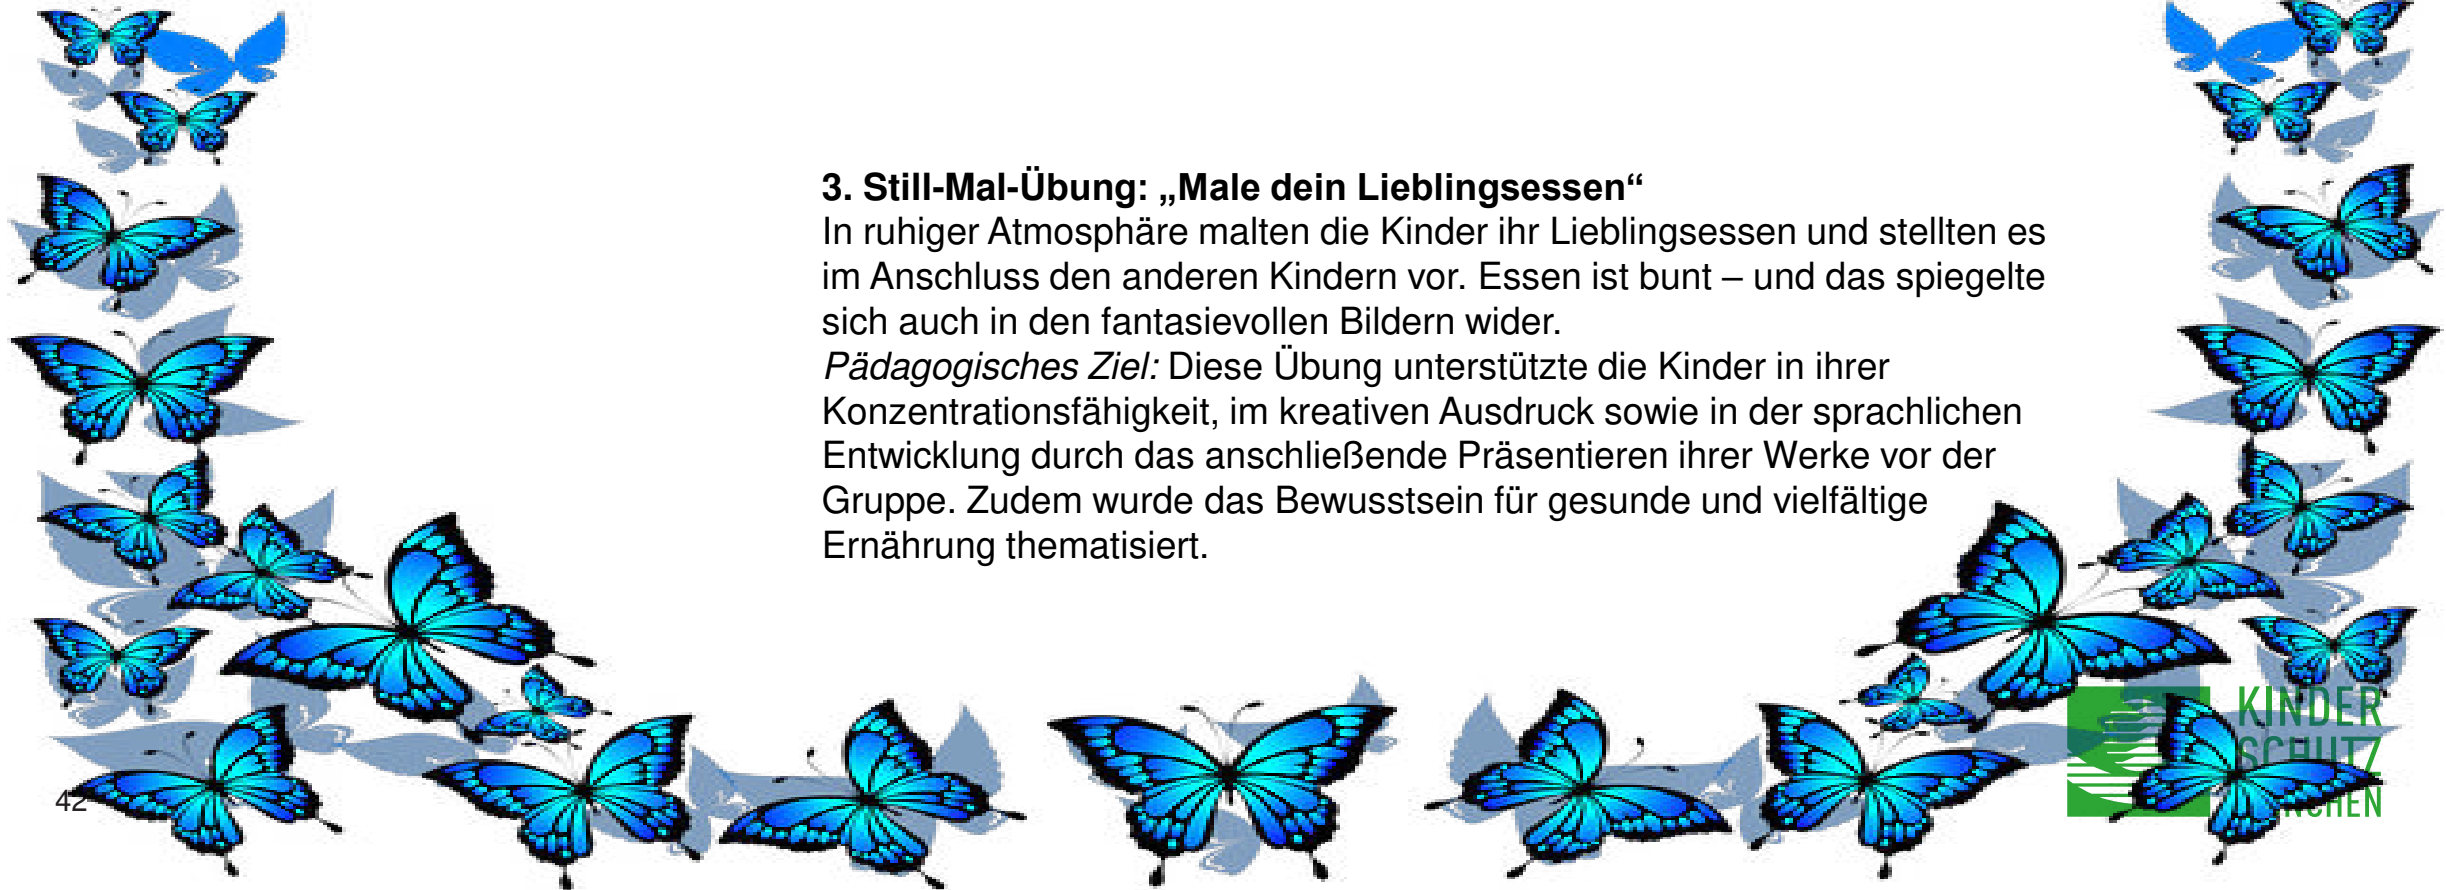 3. Still-Mal-Übung: „Male dein Lieblingsessen“
In ruhiger Atmosphäre malten die Kinder ihr Lieblingsessen und stellten es
im Anschluss den anderen Kindern vor. Essen ist bunt – und das spiegelte
sich auch in den fantasievollen Bildern wider.
Pädagogisches Ziel: Diese Übung unterstützte die Kinder in ihrer
Konzentrationsfähigkeit, im kreativen Ausdruck sowie in der sprachlichen
Entwicklung durch das anschließende Präsentieren ihrer Werke vor der
Gruppe. Zudem wurde das Bewusstsein für gesunde und vielfältige
Ernährung thematisiert.
KINDER
SCHUTZ
42